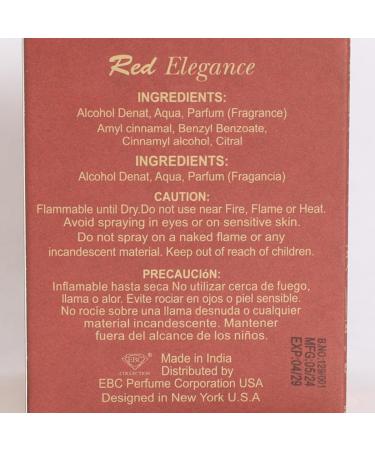 Red Elegance
INGREDIENTS:
Alcohol Denat, Aqua, Parfum (Fragrance)
Amyl cinnamal, Benzyl Benzoate,
Cinnamyl alcohol, Citral
INGREDIENTS:
Alcohol Denat, Aqua, Parfum (Fragancia)
CAUTION:
Flammable until Dry.Do not use near Fire, Flame or Heat.
Avoid spraying in eyes or on sensitive skin.
Do not spray on a naked flame or any
incandescent material. Keep out of reach of children.
PRECAUCIóN:
Inflamable hasta seca No utilizar cerca de fuego,
llama o alor. Evite rociar en ojos o piel sensible.
No rocíe sobre una llama desnuda o cualquier
material incandescente. Mantener
fuera del alcance de los niños.
EBC
COLLECTION
Made in India
Distributed by
EBC Perfume Corporation USA
Designed in New York U.S.A
B.NO:129/001
MFG:05/24
EXP:04/29